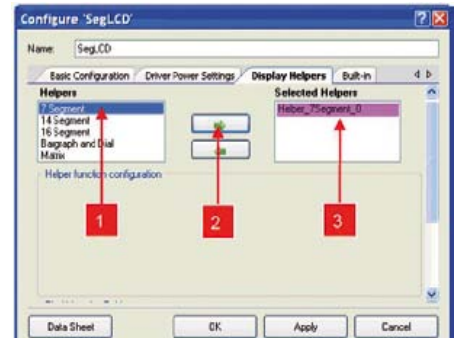 Configure 'SegLCD'
Name: SegLCD
Basic Configuration Driver Power Settings Display Helpers Built-in
Helpers
Selected Helpers
7 Segment
14 Segment
16 Segment
Bargraph and Dial
Matrix
Helper_7Segment_0
Helper function configuration
1
2
3
Data Sheet
OK
Apply
Cancel